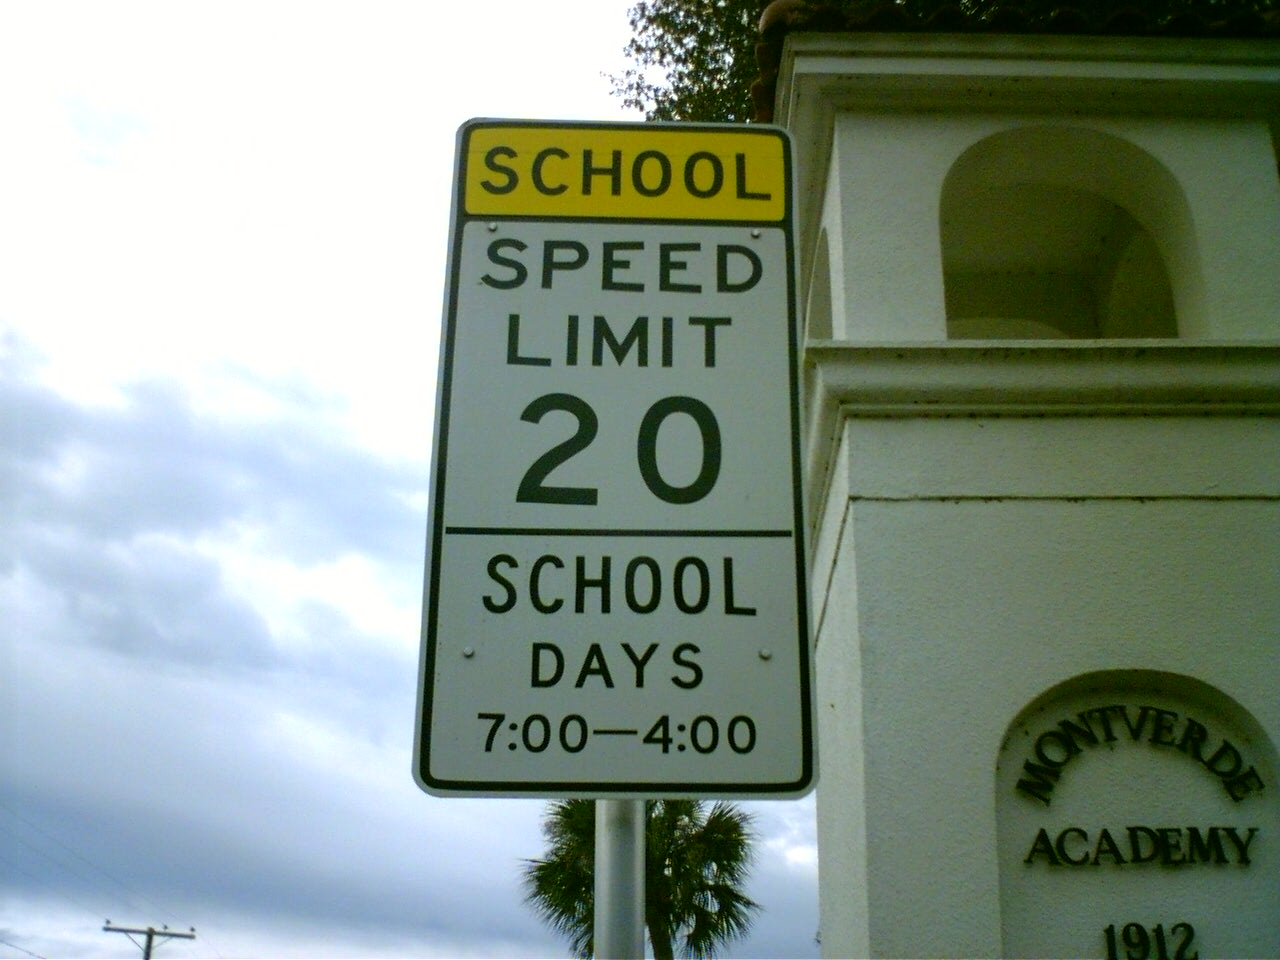 SCHOOL
SPEED
LIMIT
20
SCHOOL
DAYS
7:00—4:00
MONTVERDE
ACADEMY
1912